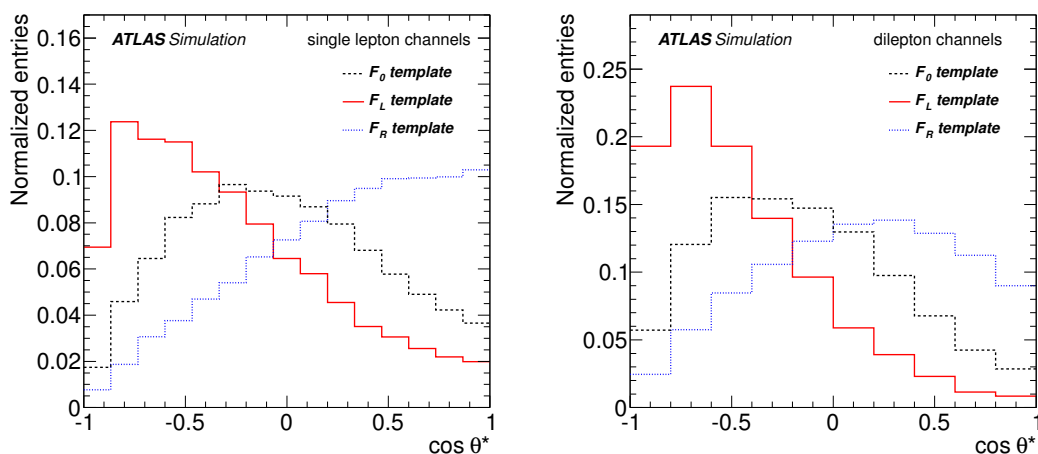 ATLAS Simulation single lepton channels
F0 template
FL template
FR template
Normalized entries
0.16
0.14
0.12
0.1
0.08
0.06
0.04
0.02
0
-1 -0.5 0 0.5 1
cos θ*
ATLAS Simulation dilepton channels
F0 template
FL template
FR template
Normalized entries
0.25
0.2
0.15
0.1
0.05
0
-1 -0.5 0 0.5 1
cos θ*